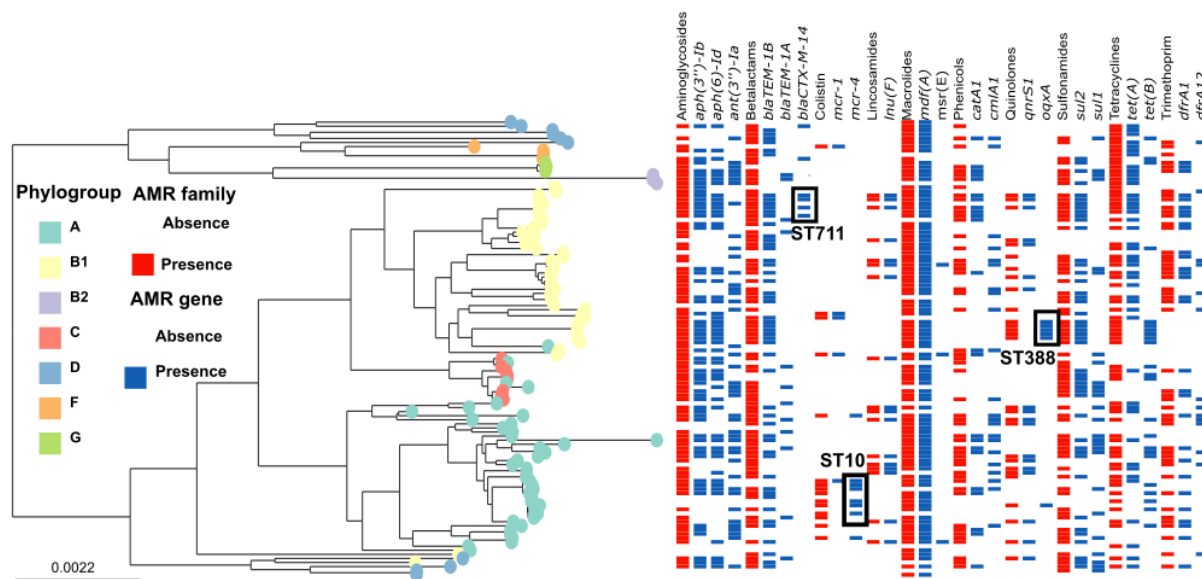 Aminoglycosides
aph(3'')-Ib
aph(6)-Id
ant(3'')-Ia
Betalactams
blaTEM-1B
blaTEM-1A
blaCTX-M-14
Colistin
mcr-1
mcr-4
Lincosamides
lnu(F)
Macrolides
mdf(A)
msr(E)
Phenicols
catA1
cmlA1
Quinolones
qnrS1
oqxA
Sulfonamides
sul2
sul1
Tetracyclines
tet(A)
tet(B)
Trimethoprim
dfrA1
dfrA12
Phylogroup
A
B1
B2
C
D
F
G
AMR family
Absence
Presence
AMR gene
Absence
Presence
ST711
ST388
ST10
0.0022